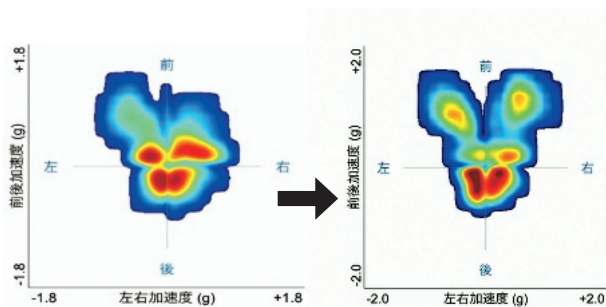 +1.8
前
左
右
後
前後加速度 (g)
-1.8
-1.8
左右加速度 (g)
+1.8
+2.0
前
左
右
後
前後加速度 (g)
-2.0
-2.0
左右加速度 (g)
+2.0